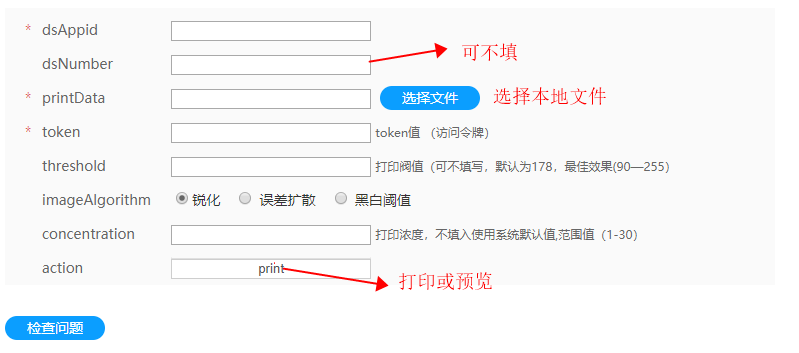 * dsAppid
dsNumber 可不填
* printData 选择文件 选择本地文件
* token token值 （访问令牌）
threshold 打印阀值（可不填写，默认为178，最佳效果(90—255）
imageAlgorithm 锐化 误差扩散 黑白阈值
concentration 打印浓度，不填入使用系统默认值,范围值（1-30）
action print 打印或预览
检查问题